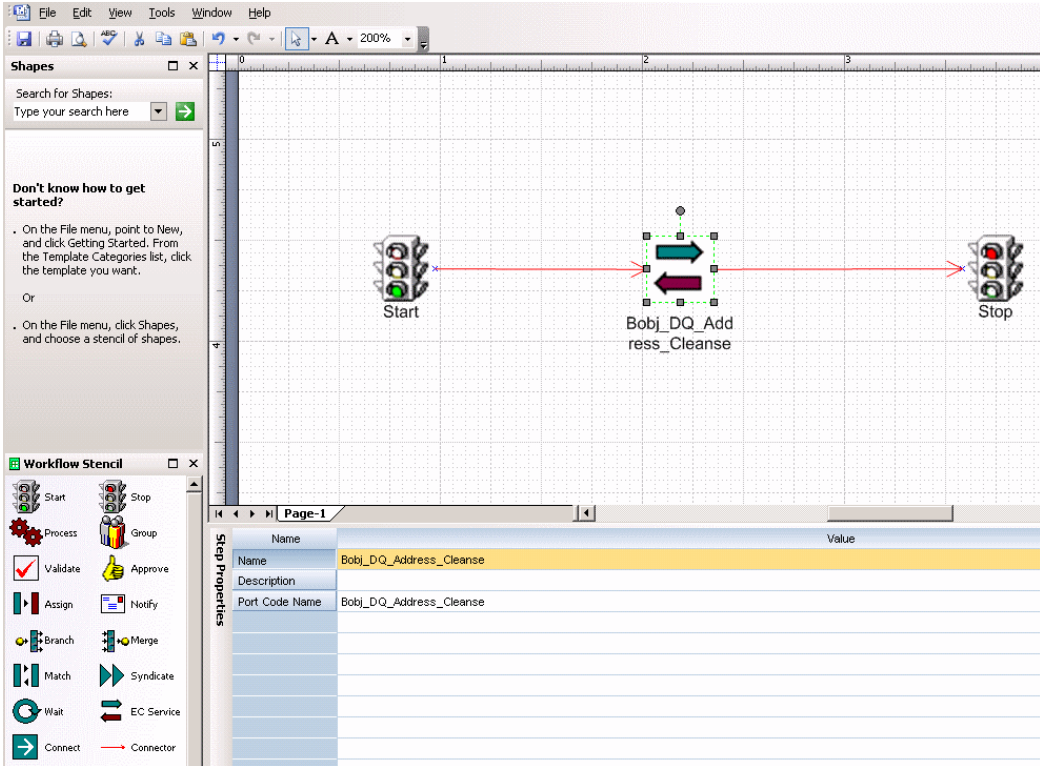 File Edit View Tools Window Help
ABC A 200%
Shapes
Search for Shapes:
Type your search here
Don't know how to get
started?
. On the File menu, point to New,
and click Getting Started. From
the Template Categories list, click
the template you want.
Or
. On the File menu, click Shapes,
and choose a stencil of shapes.
0 1 2 3
5
4
Start
Bobj_DQ_Add
ress_Cleanse
Stop
Workflow Stencil
Start Stop
Process Group
Validate Approve
Assign Notify
Branch Merge
Match Syndicate
Wait EC Service
Connect Connector
Page-1
Step Properties
Name Value
Name Bobj_DQ_Address_Cleanse
Description
Port Code Name Bobj_DQ_Address_Cleanse